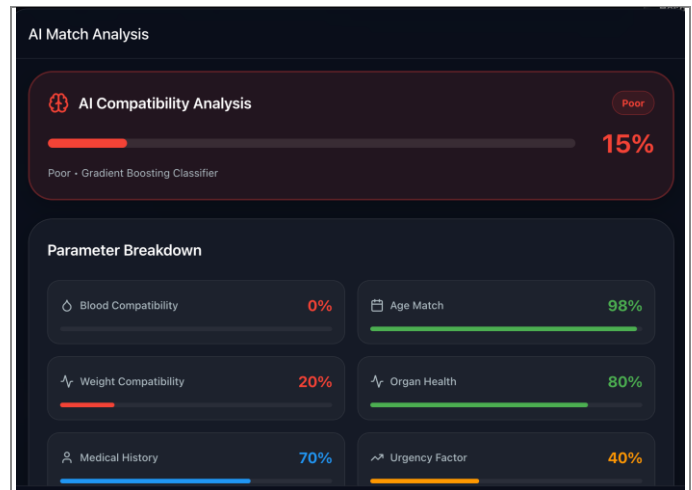 AI Match Analysis
AI Compatibility Analysis
Poor
15%
Poor • Gradient Boosting Classifier
Parameter Breakdown
Blood Compatibility 0%
Age Match 98%
Weight Compatibility 20%
Organ Health 80%
Medical History 70%
Urgency Factor 40%